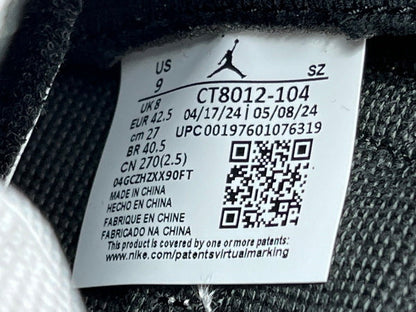 US
9
SZ
UK 8
EUR 42.5
cm 27
BR 40.5
CN 270(2.5)
04GCZHZXX90FT
CT8012-104
04/17/24 | 05/08/24
UPC 00197601076319
MADE IN CHINA
HECHO EN CHINA
FABRIQUE EN CHINE
FABRICADO NA CHINA
This product is covered by one or more patents:
www.nike.com/patentsvirtualmarking